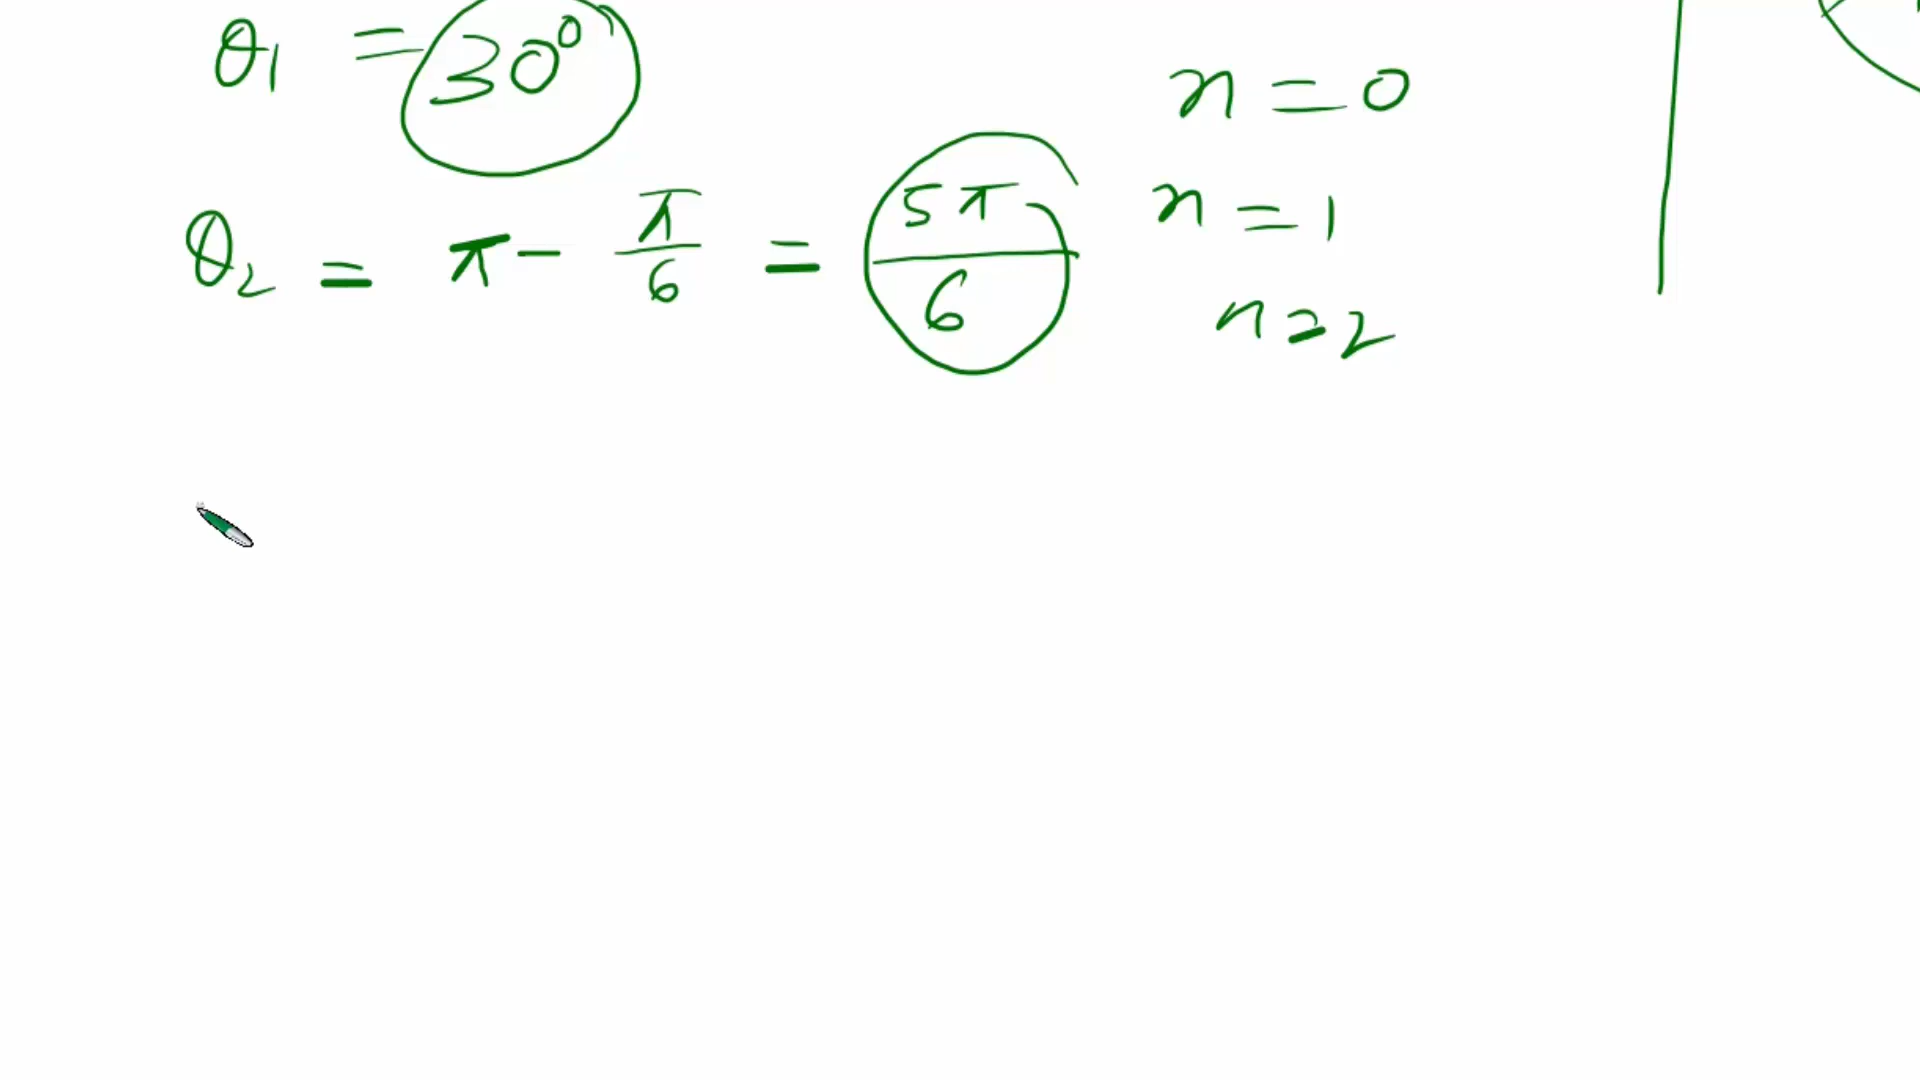 θ1 = 30°
n = 0
θ2 = π - π/6 = 5π/6
n = 1
n = 2